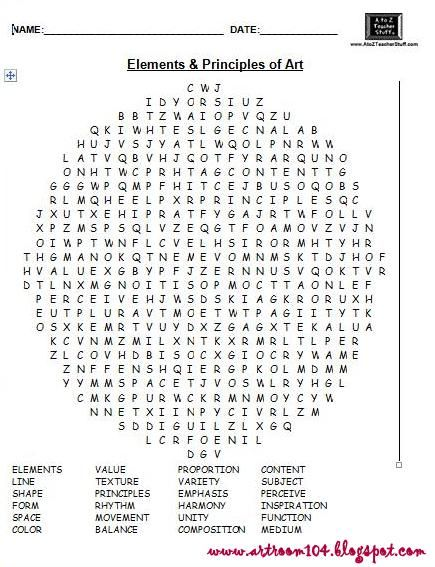 A to Z
Teacher
Stuff
NAME:______________________________ DATE:_____________
www.AtoZTeacherStuff.com
Elements & Principles of Art
C W J
I D Y O R S I U Z
B B T Z W A I O P V Q Z U
Q K I W H T E S L G E C N A L A B
H U J V S J Y A T L W Q O L P N R W W
L A T V Q B V H J G O T F Y R A R Q U N O
O N H T W C P R H T A G C O N T E N T T G
G G G W P Q M P F H I T C E J B U S O Q O B S
R L M Q H E E L P X R P R I N C I P L E S Q C
J X U T X E H I P R A T F Y G A J R T W F O L L V
X P Z M S P S Q L V Z E Q G T F O A M O V Z V J N
O I W P T W N F L C V E L H S I R O R M H T Y H R
T H G M A N O K Q T N E M E V O M N M S K T D J H O F
H V A L U E X G B Y P F J Z E R N N U S V Q O K T V R
D T L N X M G N O I T I S O P M O C T T A O N L E F
P E R C E I V E H J W S D S K I A G K R O R U X H
E U T P L U R A V T M O E T W T P A G I I T Y T K
O S X K E M R T V U Y D X Z G A G X T E K A L U A
K C V N M Z M I L X N T K X R M R L T L P E R
Z L C O V H D B I S O C X G I O C R Y W A M E
Z N F F E N S H Q I E R G P K O L M D M M
Y Y M M S P A C E T J V O S W L R Y H G L
C M K G P U R W C K R M N M O Y C Y W
N N E T X I I N P Y C I V R L Z M
S D D I G U I L Z L X G Q
L C R F O E N I L
D G V
ELEMENTS VALUE PROPORTION CONTENT
LINE TEXTURE VARIETY SUBJECT
SHAPE PRINCIPLES EMPHASIS PERCEIVE
FORM RHYTHM HARMONY INSPIRATION
SPACE MOVEMENT UNITY FUNCTION
COLOR BALANCE COMPOSITION MEDIUM
www.artroom104.blogspot.com